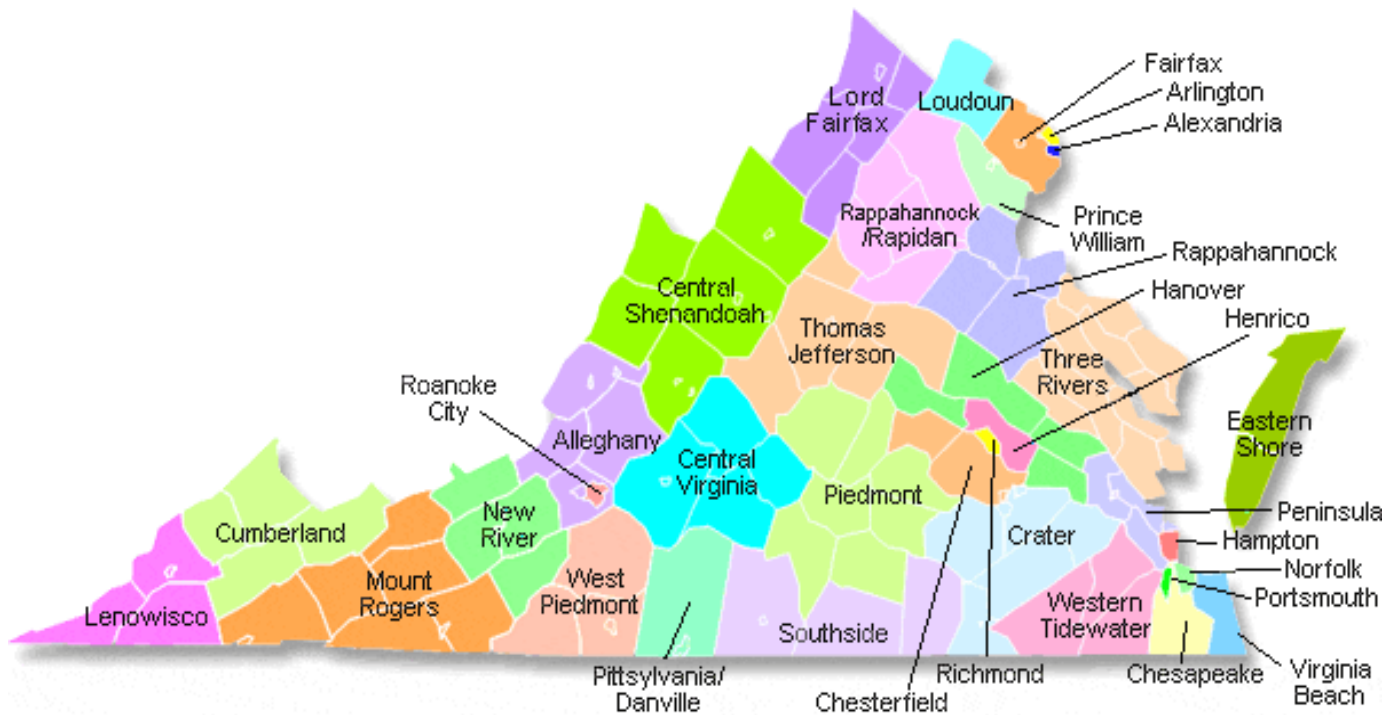 Fairfax
Arlington
Alexandria
Lord
Fairfax
Loudoun
Rappahannock
/Rapidan
Prince
William
Rappahannock
Hanover
Henrico
Central
Shenandoah
Thomas
Jefferson
Three
Rivers
Roanoke
City
Eastern
Shore
Alleghany
Central
Virginia
Piedmont
Cumberland
New
River
Crater
Peninsula
Hampton
Norfolk
Portsmouth
Mount
Rogers
West
Piedmont
Lenowisco
Southside
Western
Tidewater
Pittsylvania/
Danville
Chesterfield
Richmond
Chesapeake
Virginia
Beach